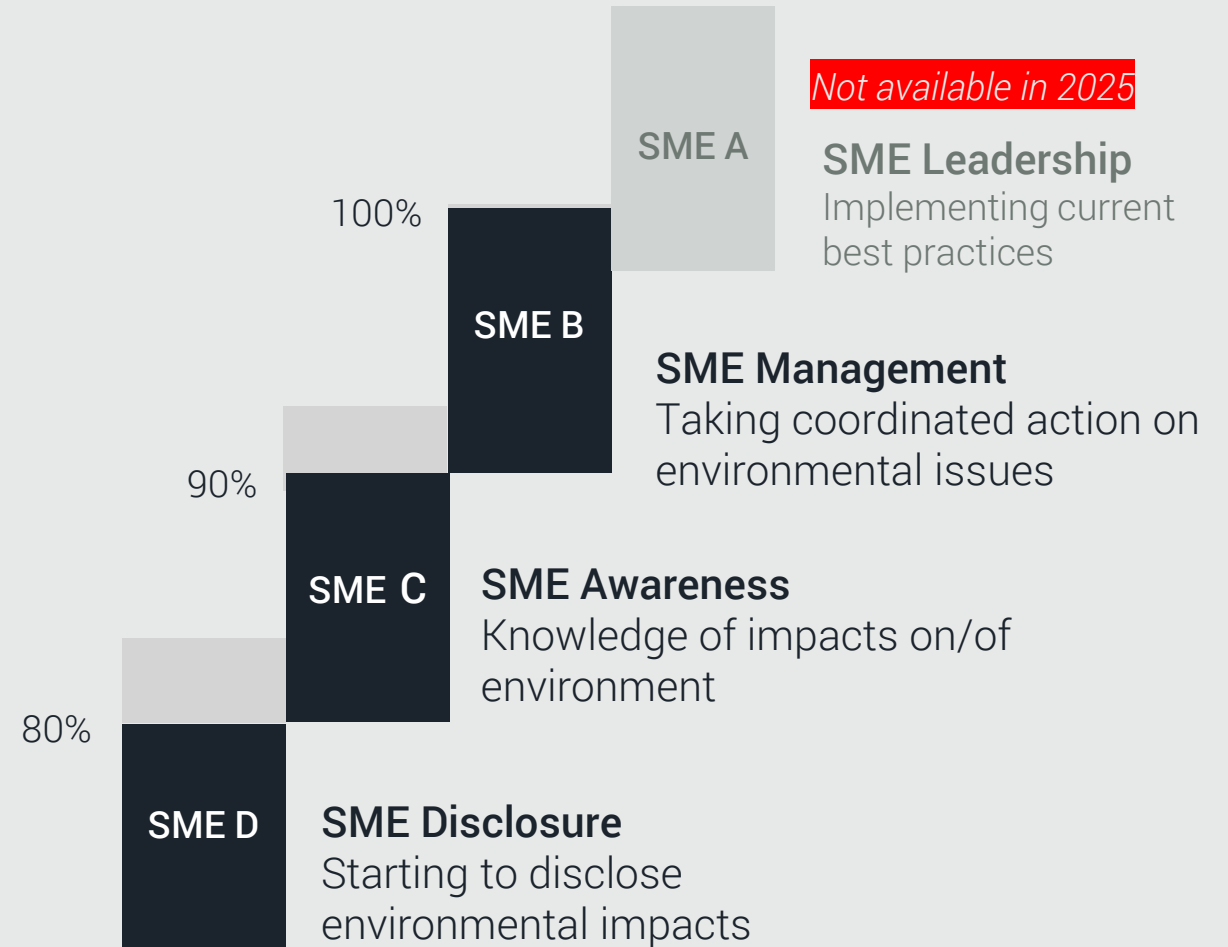 Not available in 2025
SME A
SME Leadership
Implementing current
best practices
100%
SME B
SME Management
Taking coordinated action on
environmental issues
90%
SME C
SME Awareness
Knowledge of impacts on/of
environment
80%
SME D
SME Disclosure
Starting to disclose
environmental impacts